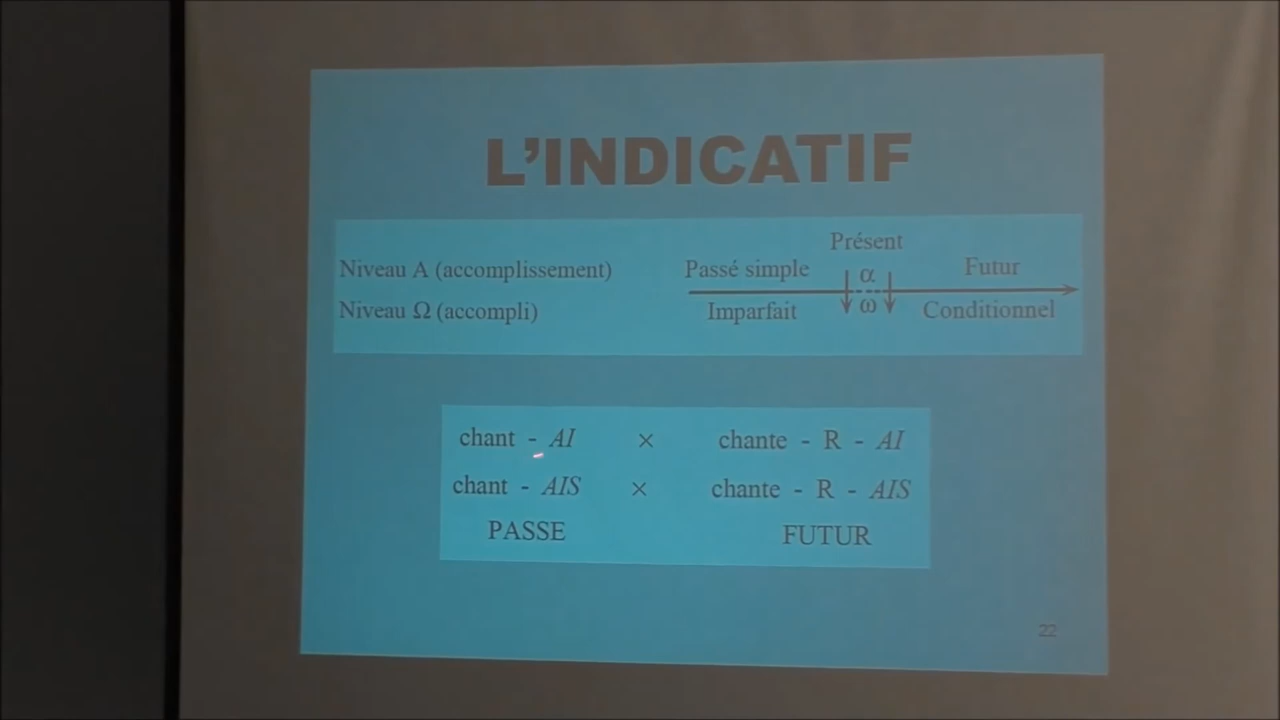 L'INDICATIF
Présent
Niveau A (accomplissement) Passé simple α Futur
Niveau Ω (accompli) Imparfait ω Conditionnel
chant - AI × chante - R - AI
chant - AIS × chante - R - AIS
PASSE FUTUR
22